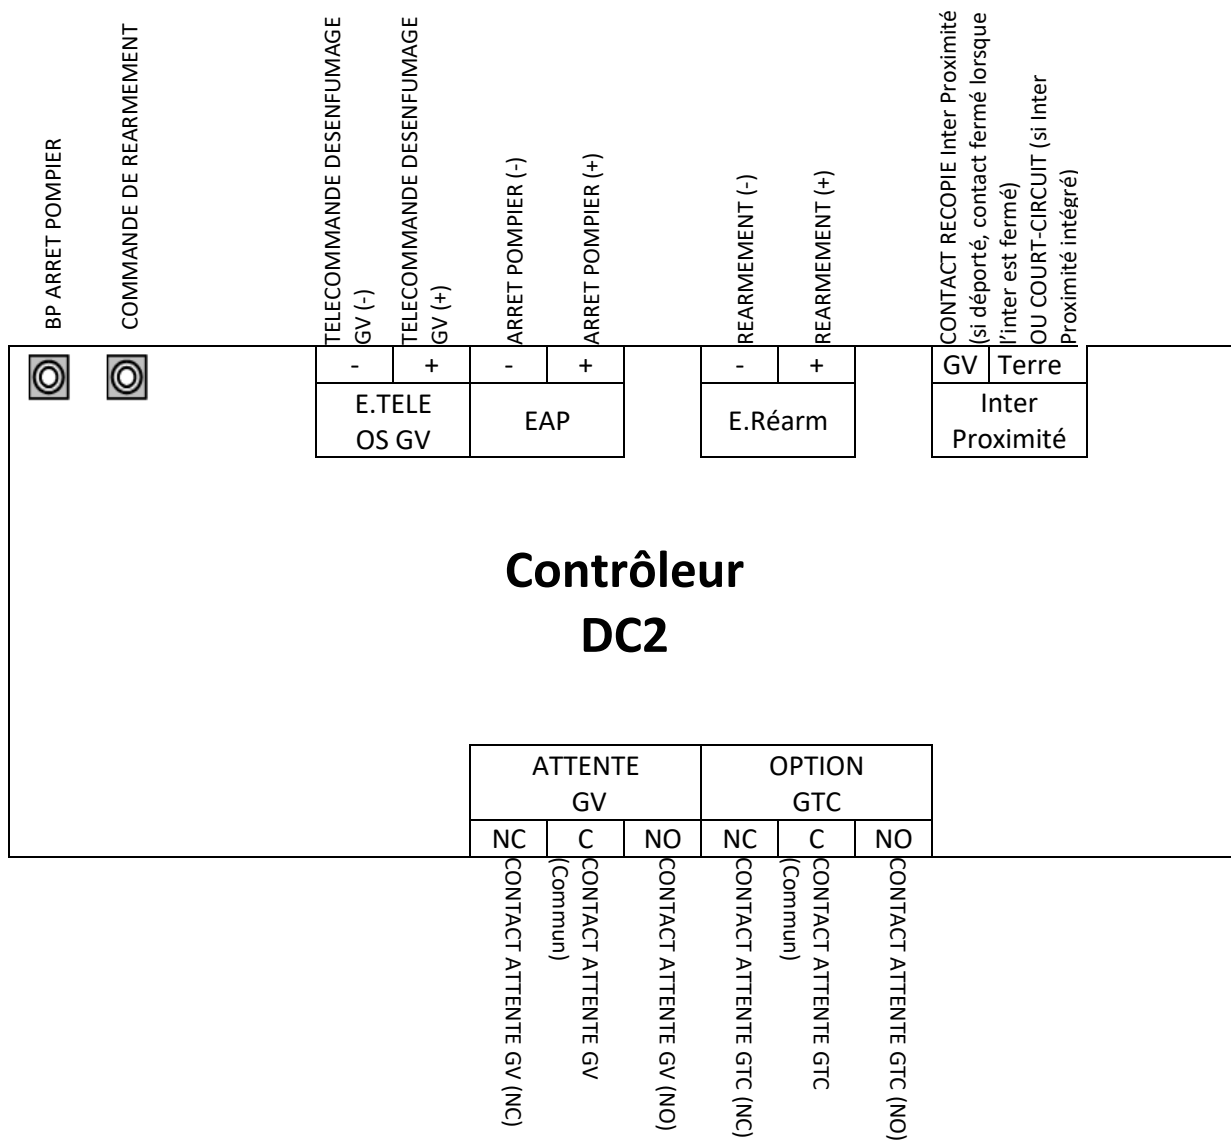 BP ARRET POMPIER
COMMANDE DE REARMEMENT
TELECOMMANDE DESENFUMAGE
GV (-)
TELECOMMANDE DESENFUMAGE
GV (+)
ARRET POMPIER (-)
ARRET POMPIER (+)
REARMEMENT (-)
REARMEMENT (+)
CONTACT RECOPIE Inter Proximité
(si déporté, contact fermé lorsque
l’inter est fermé)
OU COURT-CIRCUIT (si Inter
Proximité intégré)
- + - + - + GV Terre
E.TELE
OS GV
EAP
E.Réarm
Inter
Proximité
Contrôleur
DC2
ATTENTE
GV
OPTION
GTC
NC C NO NC C NO
CONTACT ATTENTE GV (NC)
CONTACT ATTENTE GV
(Commun)
CONTACT ATTENTE GV (NO)
CONTACT ATTENTE GTC (NC)
CONTACT ATTENTE GTC
(Commun)
CONTACT ATTENTE GTC (NO)